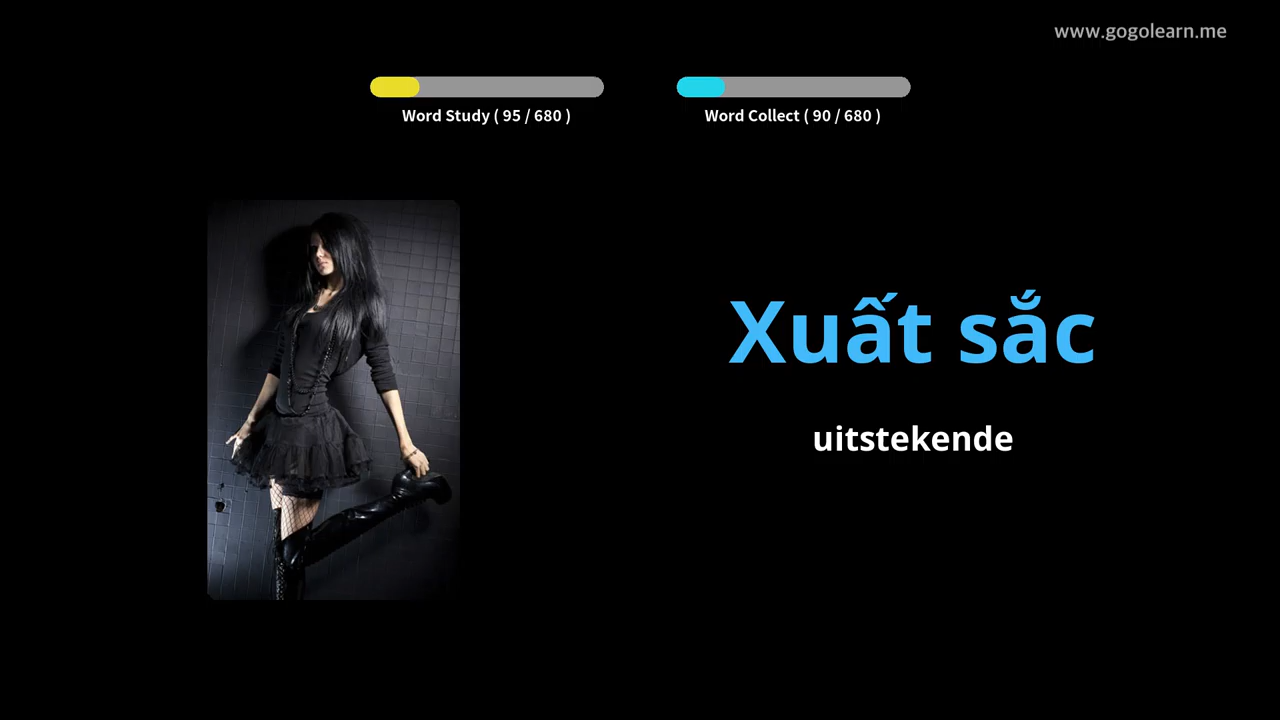 www.gogolearn.me
Word Study ( 95 / 680 )
Word Collect ( 90 / 680 )
Xuất sắc
uitstekende